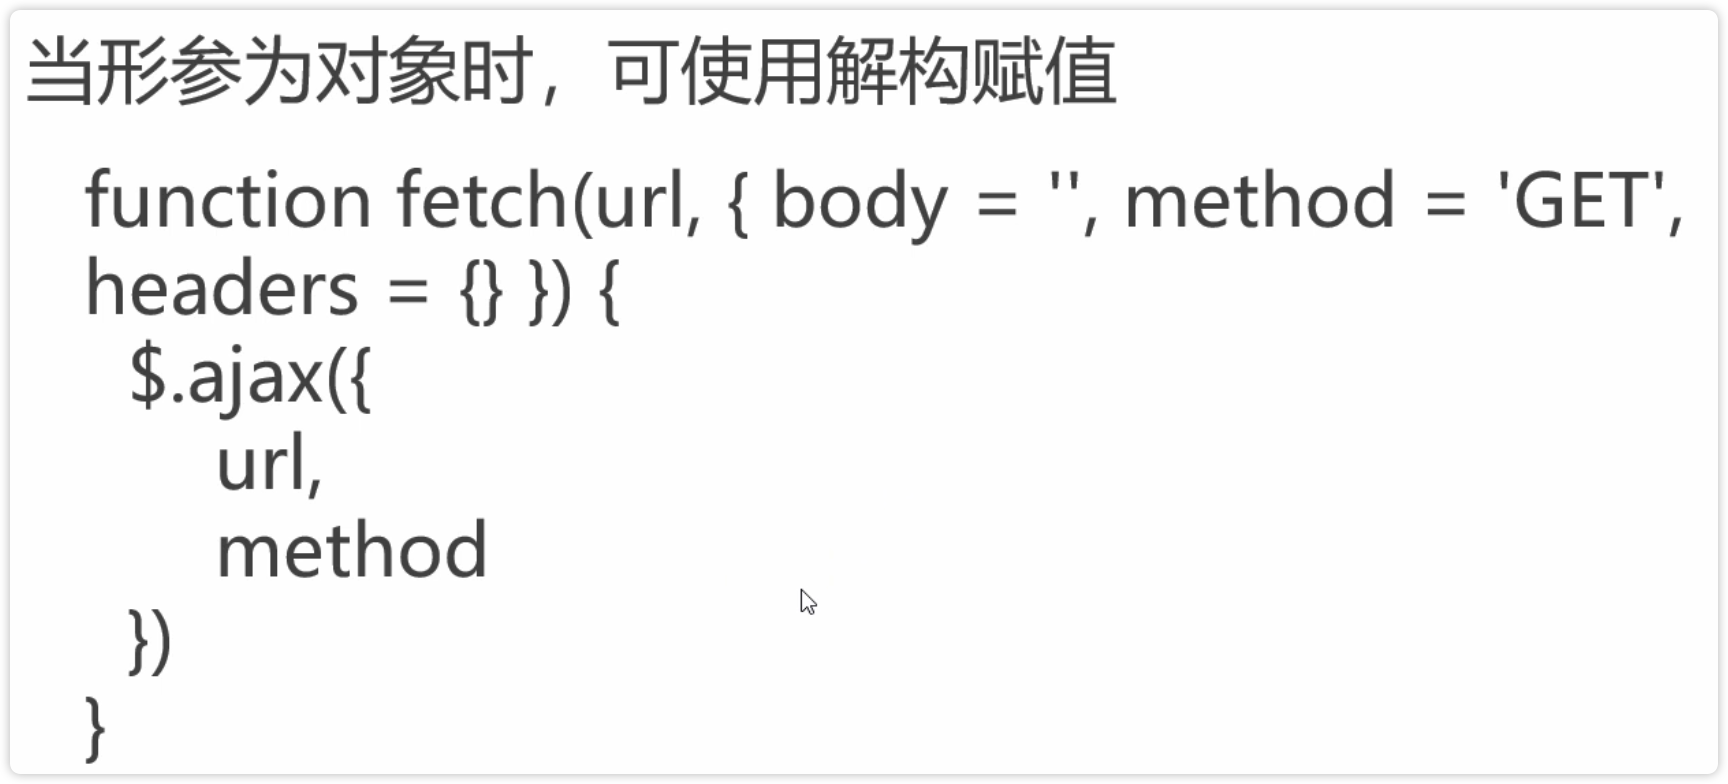 当形参为对象时，可使用解构赋值
function fetch(url, { body = '', method = 'GET',
headers = {} }) {
$.ajax({
url,
method
})
}